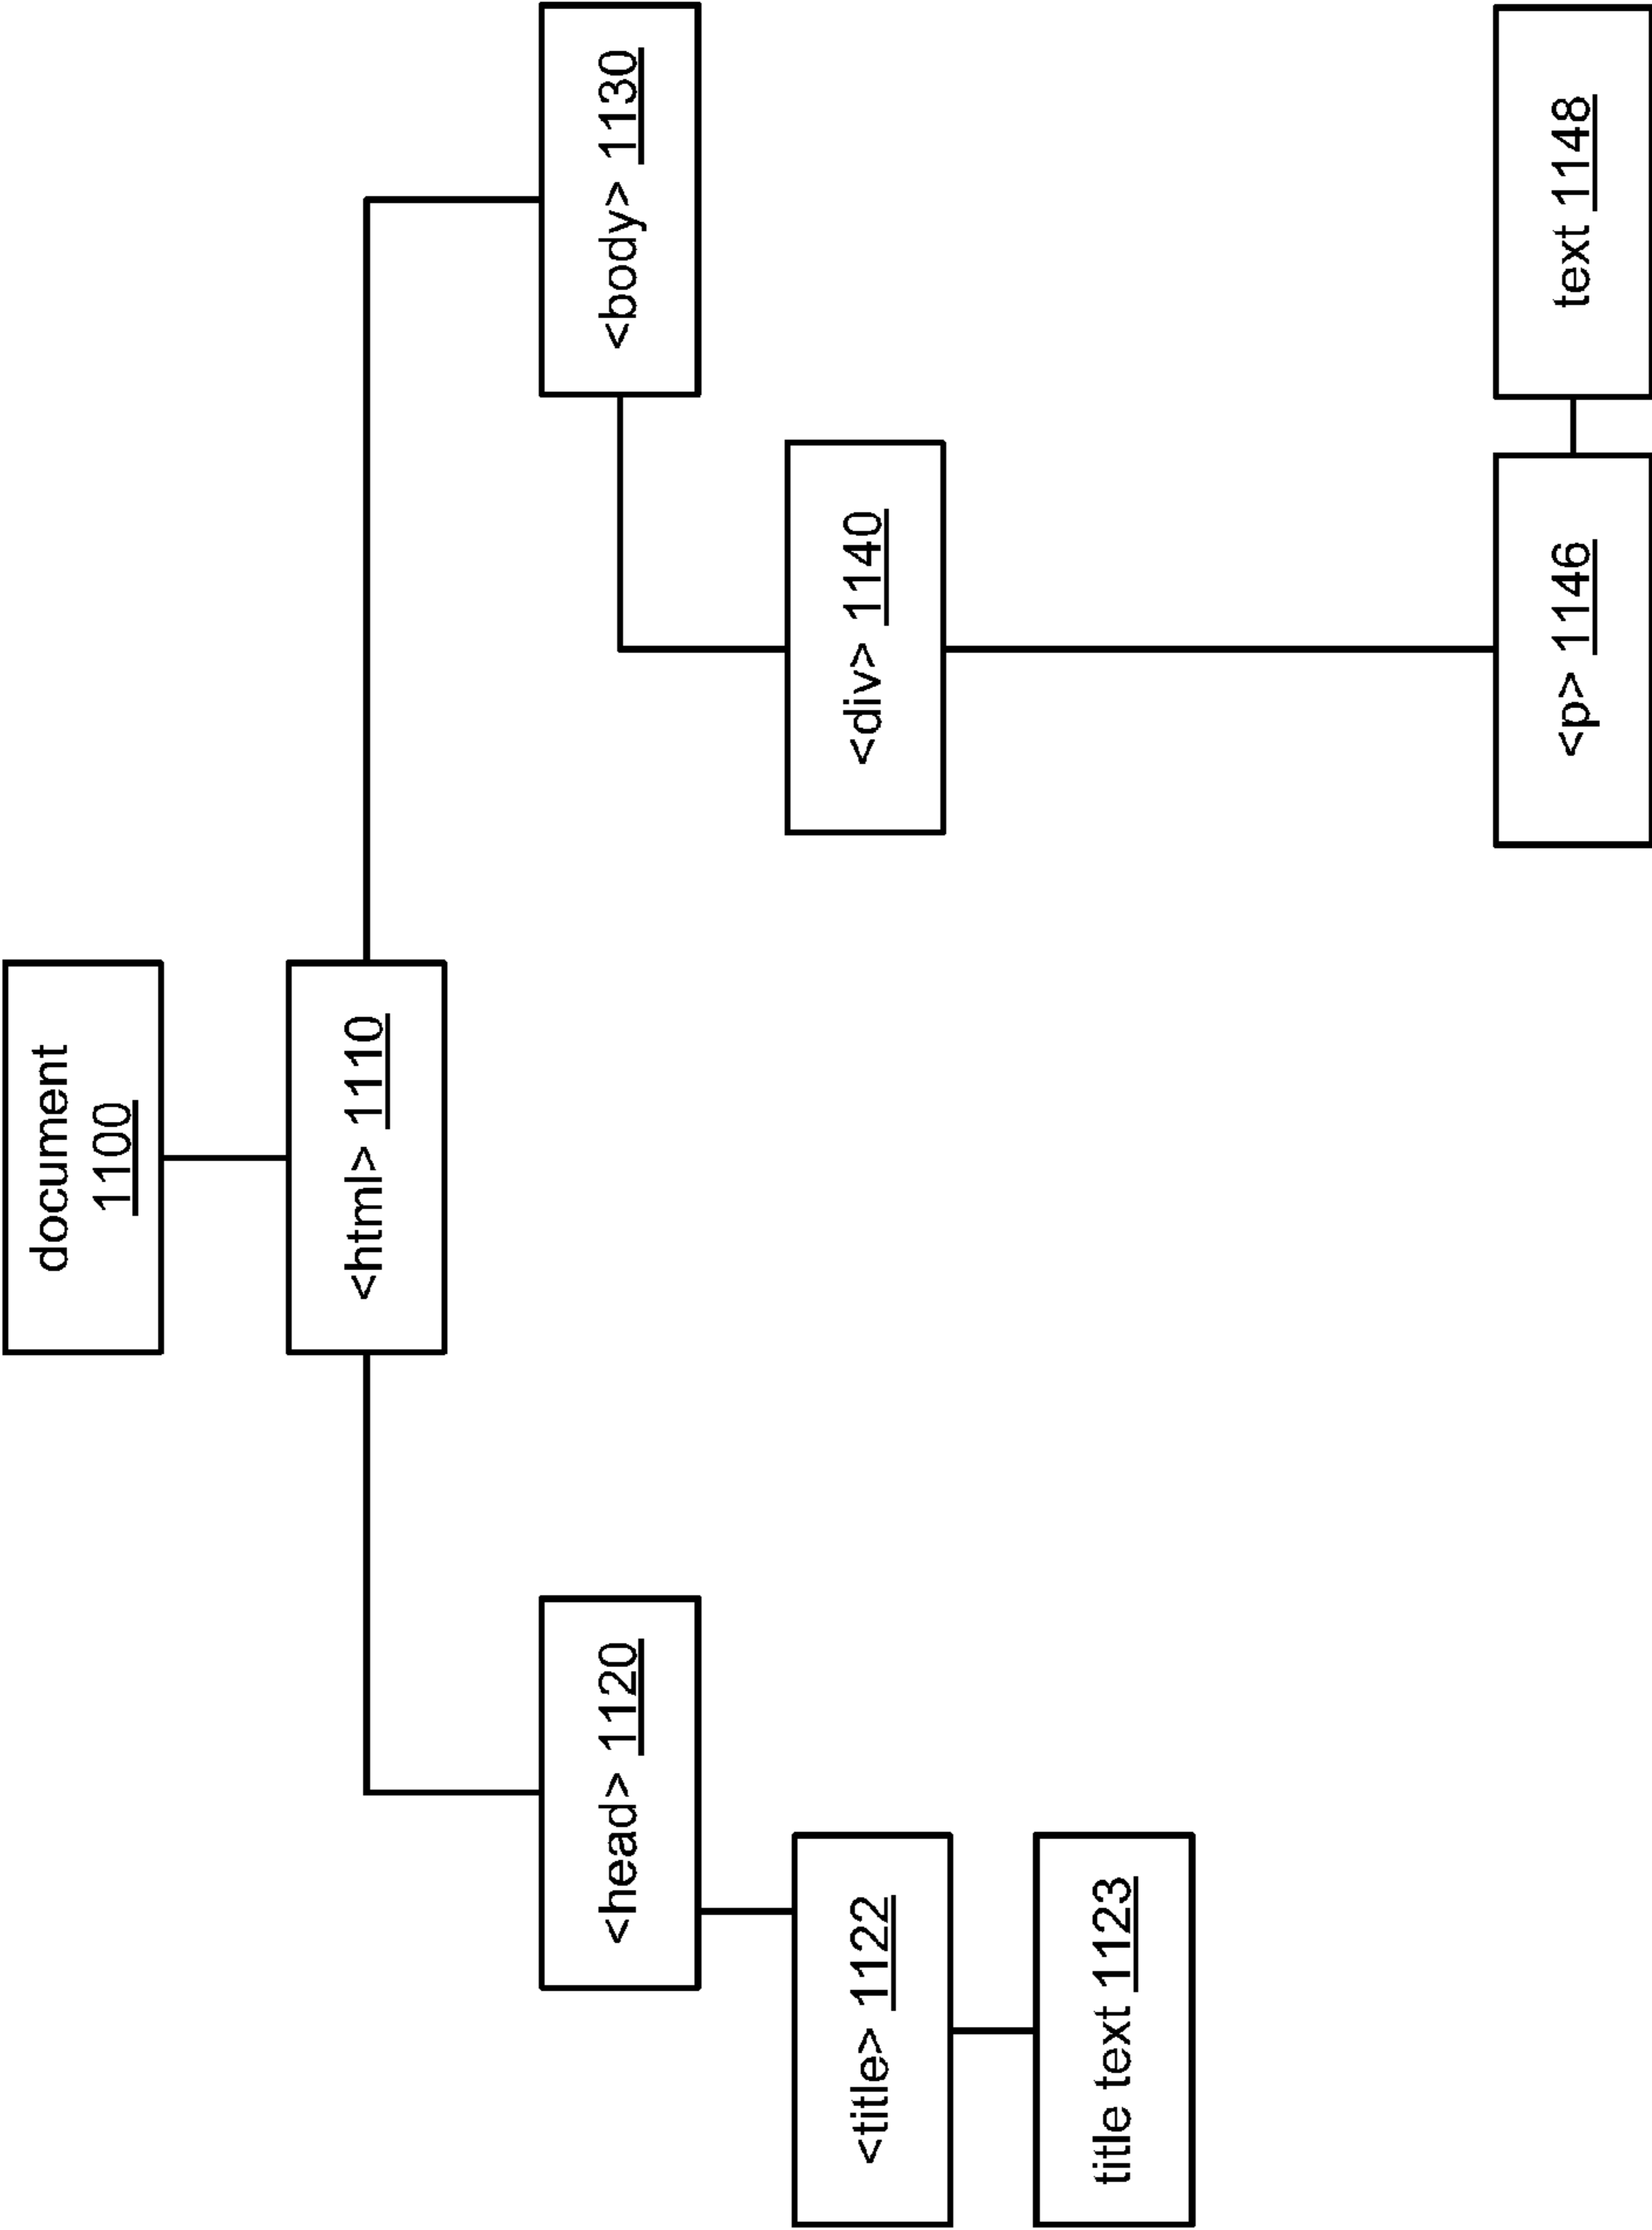 document
1100
<html> 1110
<head> 1120
<body> 1130
<title> 1122
<div> 1140
title text 1123
<p> 1146
text 1148